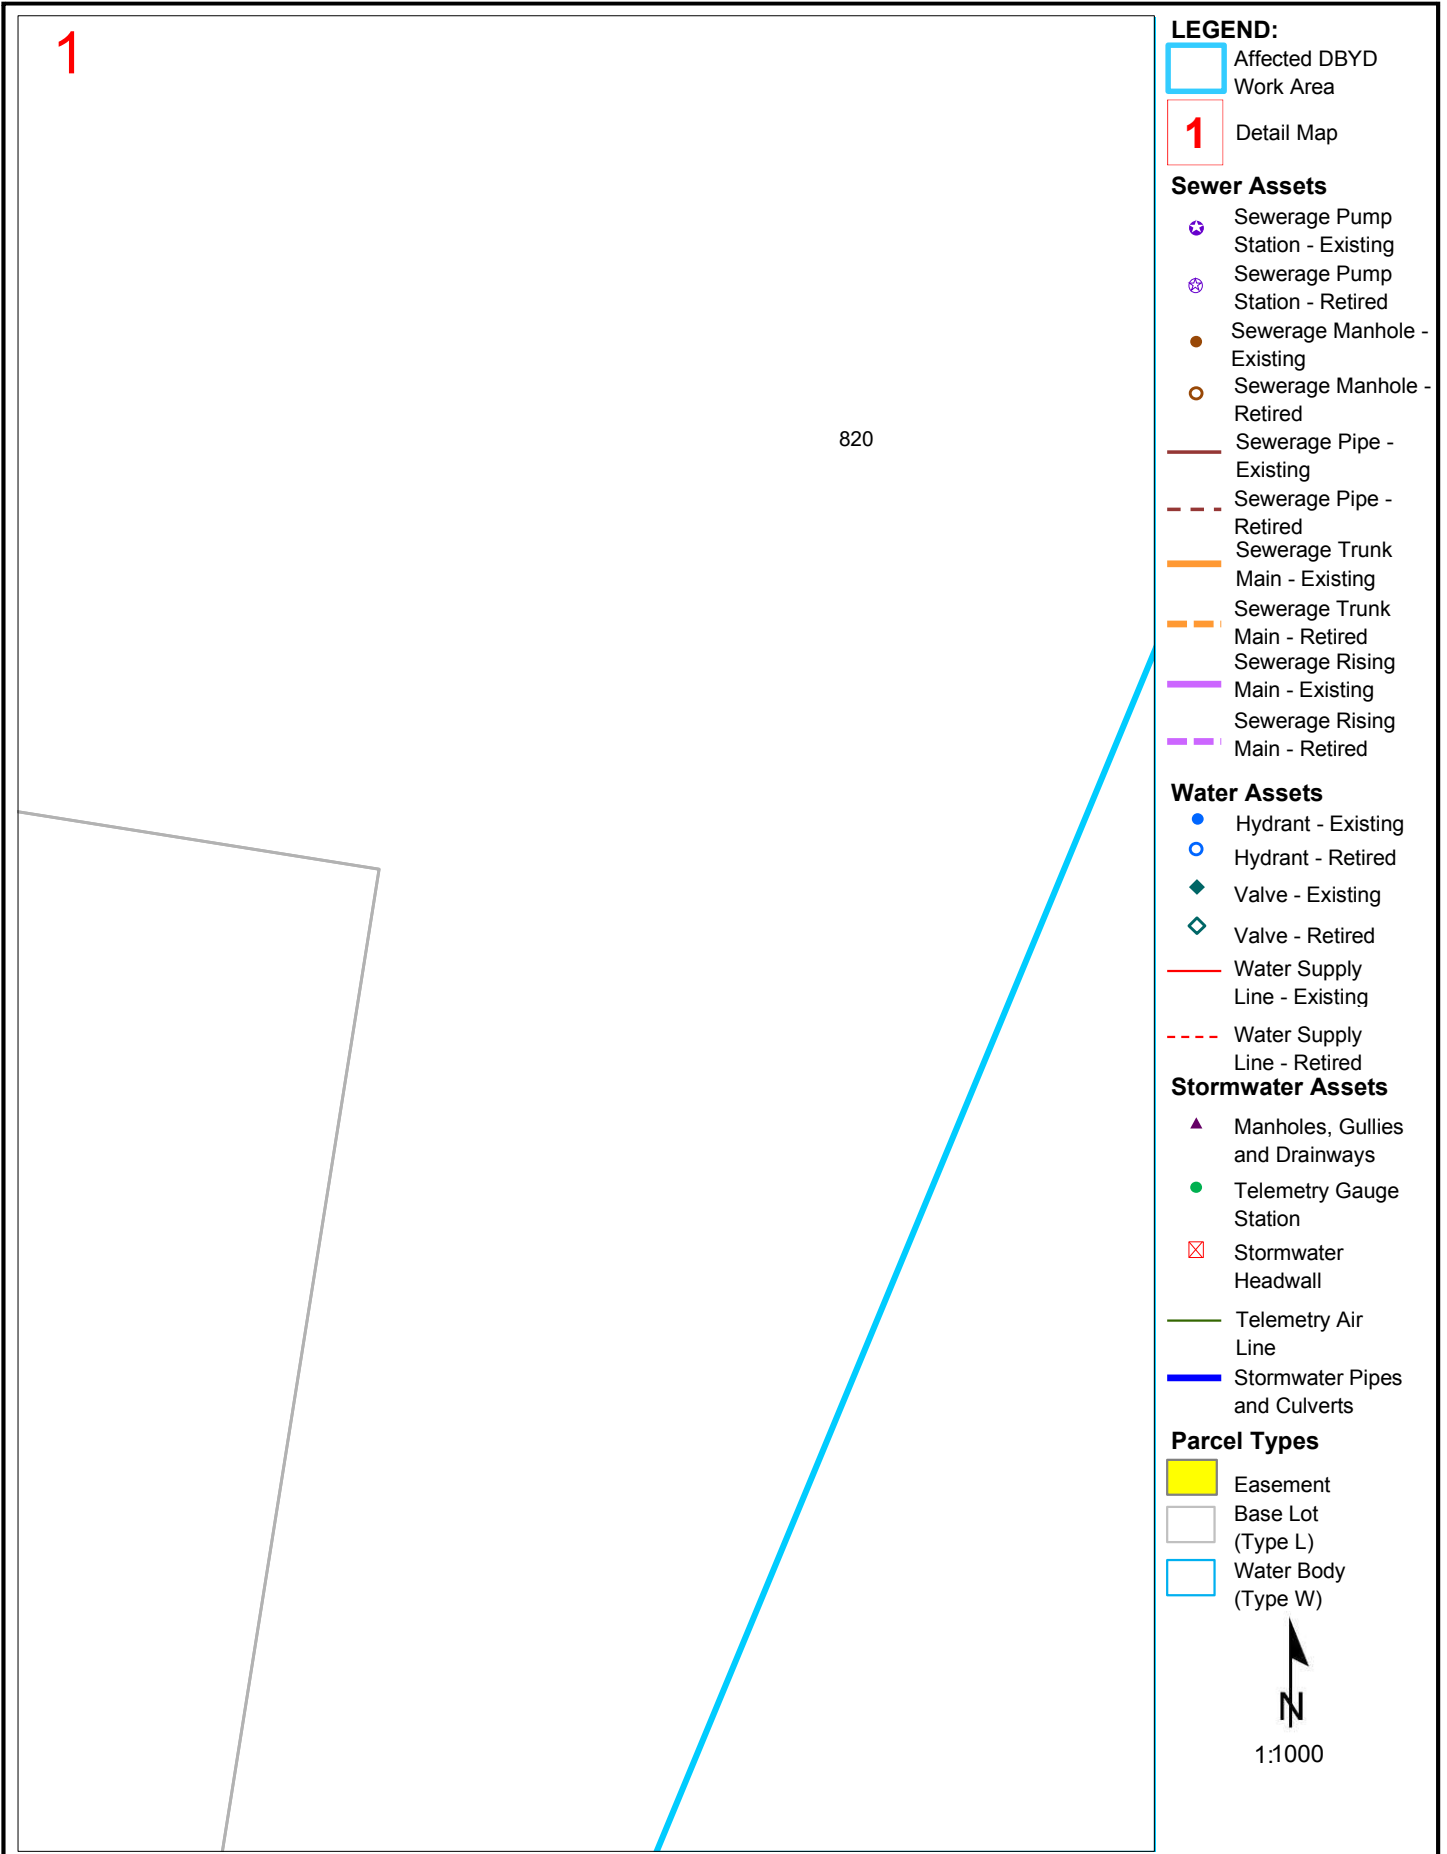 1
820
LEGEND:
Affected DBYD
Work Area
1
Detail Map
Sewer Assets
Sewerage Pump
Station - Existing
Sewerage Pump
Station - Retired
Sewerage Manhole -
Existing
Sewerage Manhole -
Retired
Sewerage Pipe -
Existing
Sewerage Pipe -
Retired
Sewerage Trunk
Main - Existing
Sewerage Trunk
Main - Retired
Sewerage Rising
Main - Existing
Sewerage Rising
Main - Retired
Water Assets
Hydrant - Existing
Hydrant - Retired
Valve - Existing
Valve - Retired
Water Supply
Line - Existing
Water Supply
Line - Retired
Stormwater Assets
Manholes, Gullies
and Drainways
Telemetry Gauge
Station
Stormwater
Headwall
Telemetry Air
Line
Stormwater Pipes
and Culverts
Parcel Types
Easement
Base Lot
(Type L)
Water Body
(Type W)
N
1:1000